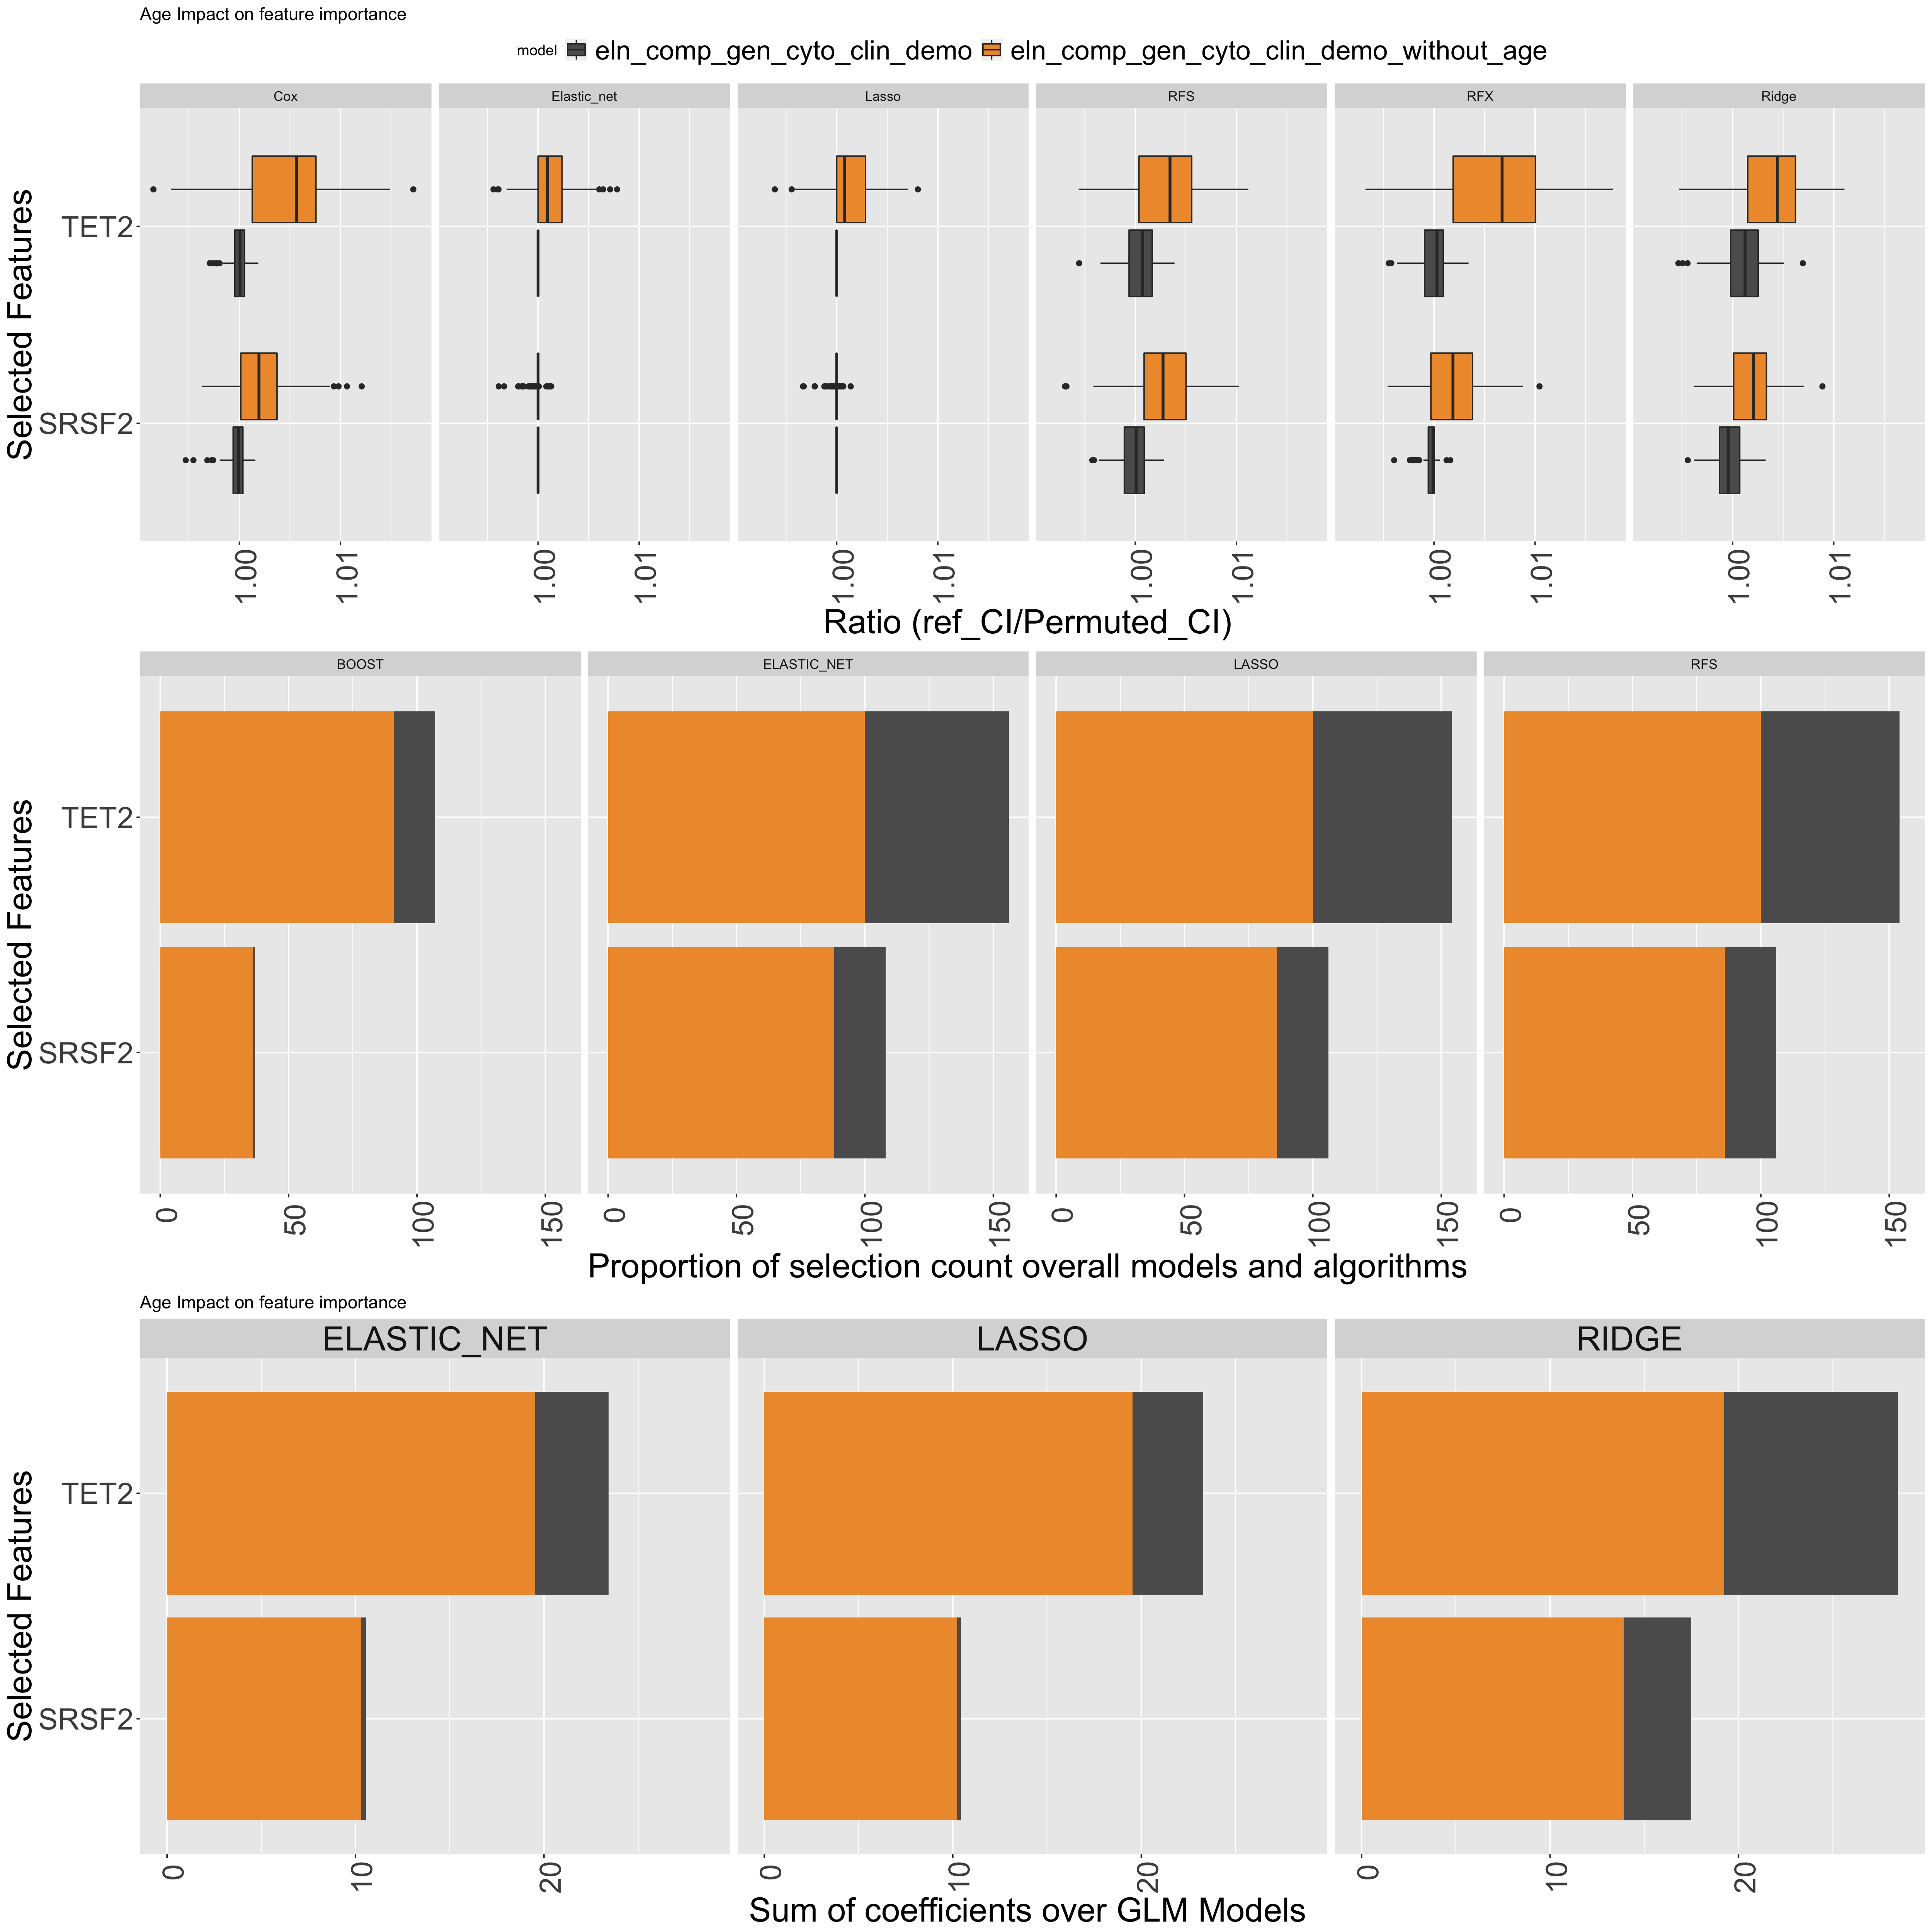 Age Impact on feature importance
model eln_comp_gen_cyto_clin_demo eln_comp_gen_cyto_clin_demo_without_age
Cox Elastic_net Lasso RFS RFX Ridge
Selected Features
TET2
SRSF2
1.00 1.01 1.00 1.01 1.00 1.01 1.00 1.01 1.00 1.01 1.00 1.01
Ratio (ref_CI/Permuted_CI)
BOOST ELASTIC_NET LASSO RFS
Selected Features
TET2
SRSF2
0 50 100 150 0 50 100 150 0 50 100 150 0 50 100 150
Proportion of selection count overall models and algorithms
Age Impact on feature importance
ELASTIC_NET LASSO RIDGE
Selected Features
TET2
SRSF2
0 10 20 0 10 20 0 10 20
Sum of coefficients over GLM Models